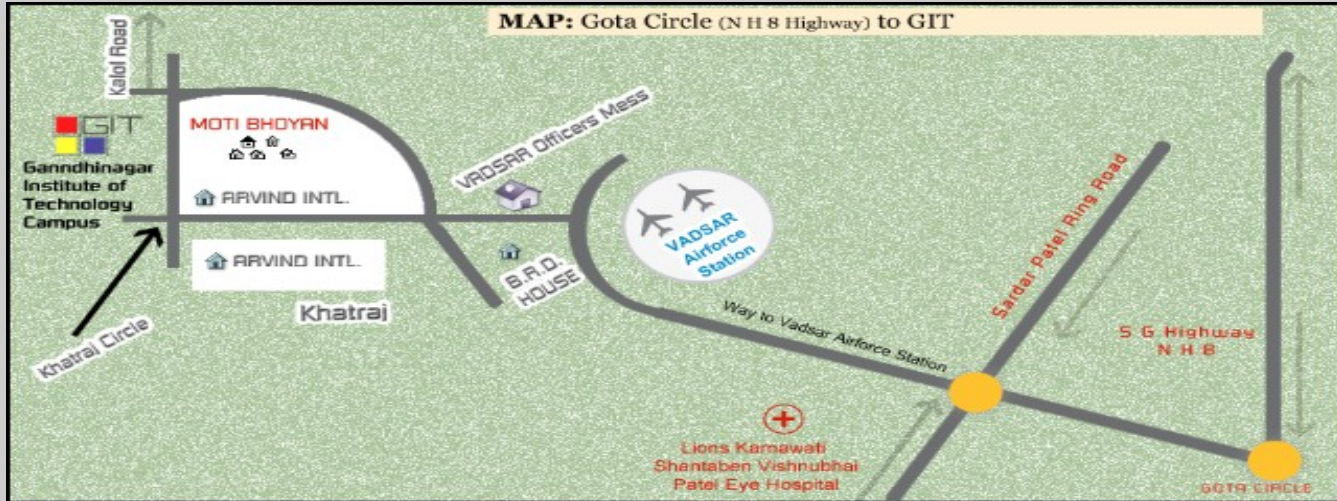 MAP: Gota Circle (N H 8 Highway) to GIT
Kalol Road
GIT
Ganndhinagar
Institute of
Technology
Campus
MOTI BHOYAN
ARVIND INTL.
ARVIND INTL.
Khatraj
Khatraj Circle
VADSAR Officers Mess
B.R.D.
HOUSE
VADSAR
Airforce
Station
Way to Vadsar Airforce Station
Sardar Patel Ring Road
S G Highway
N H 8
Lions Karnawati
Shantaben Vishnubhai
Patel Eye Hospital
GOTA CIRCLE